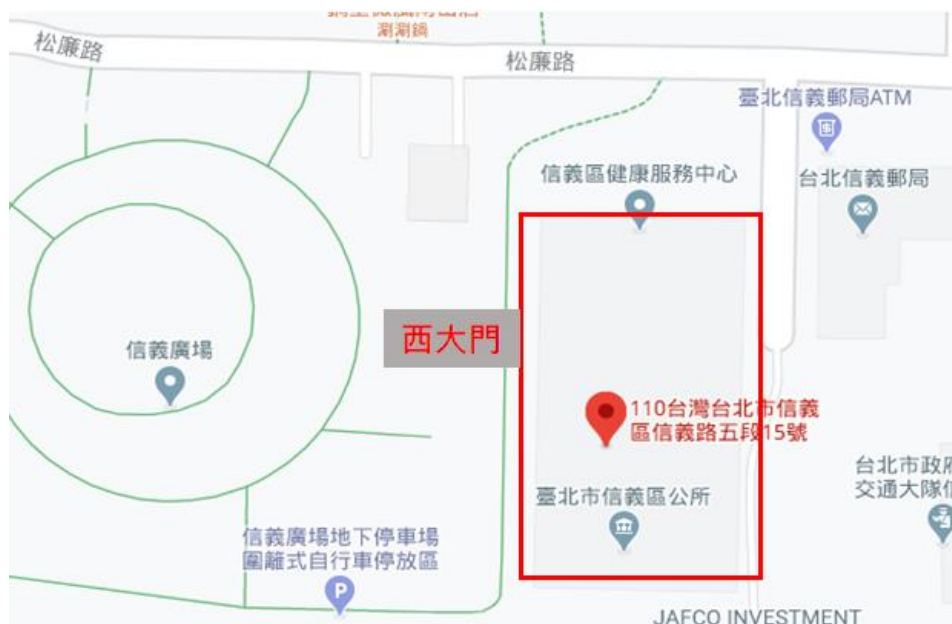 涮涮鍋
松廉路
松廉路
臺北信義郵局ATM
信義區健康服務中心
台北信義郵局
西大門
信義廣場
110台灣台北市信義
區信義路五段15號
台北市政府
交通大隊信
臺北市信義區公所
信義廣場地下停車場
圍籬式自行車停放區
P
JAFCO INVESTMENT